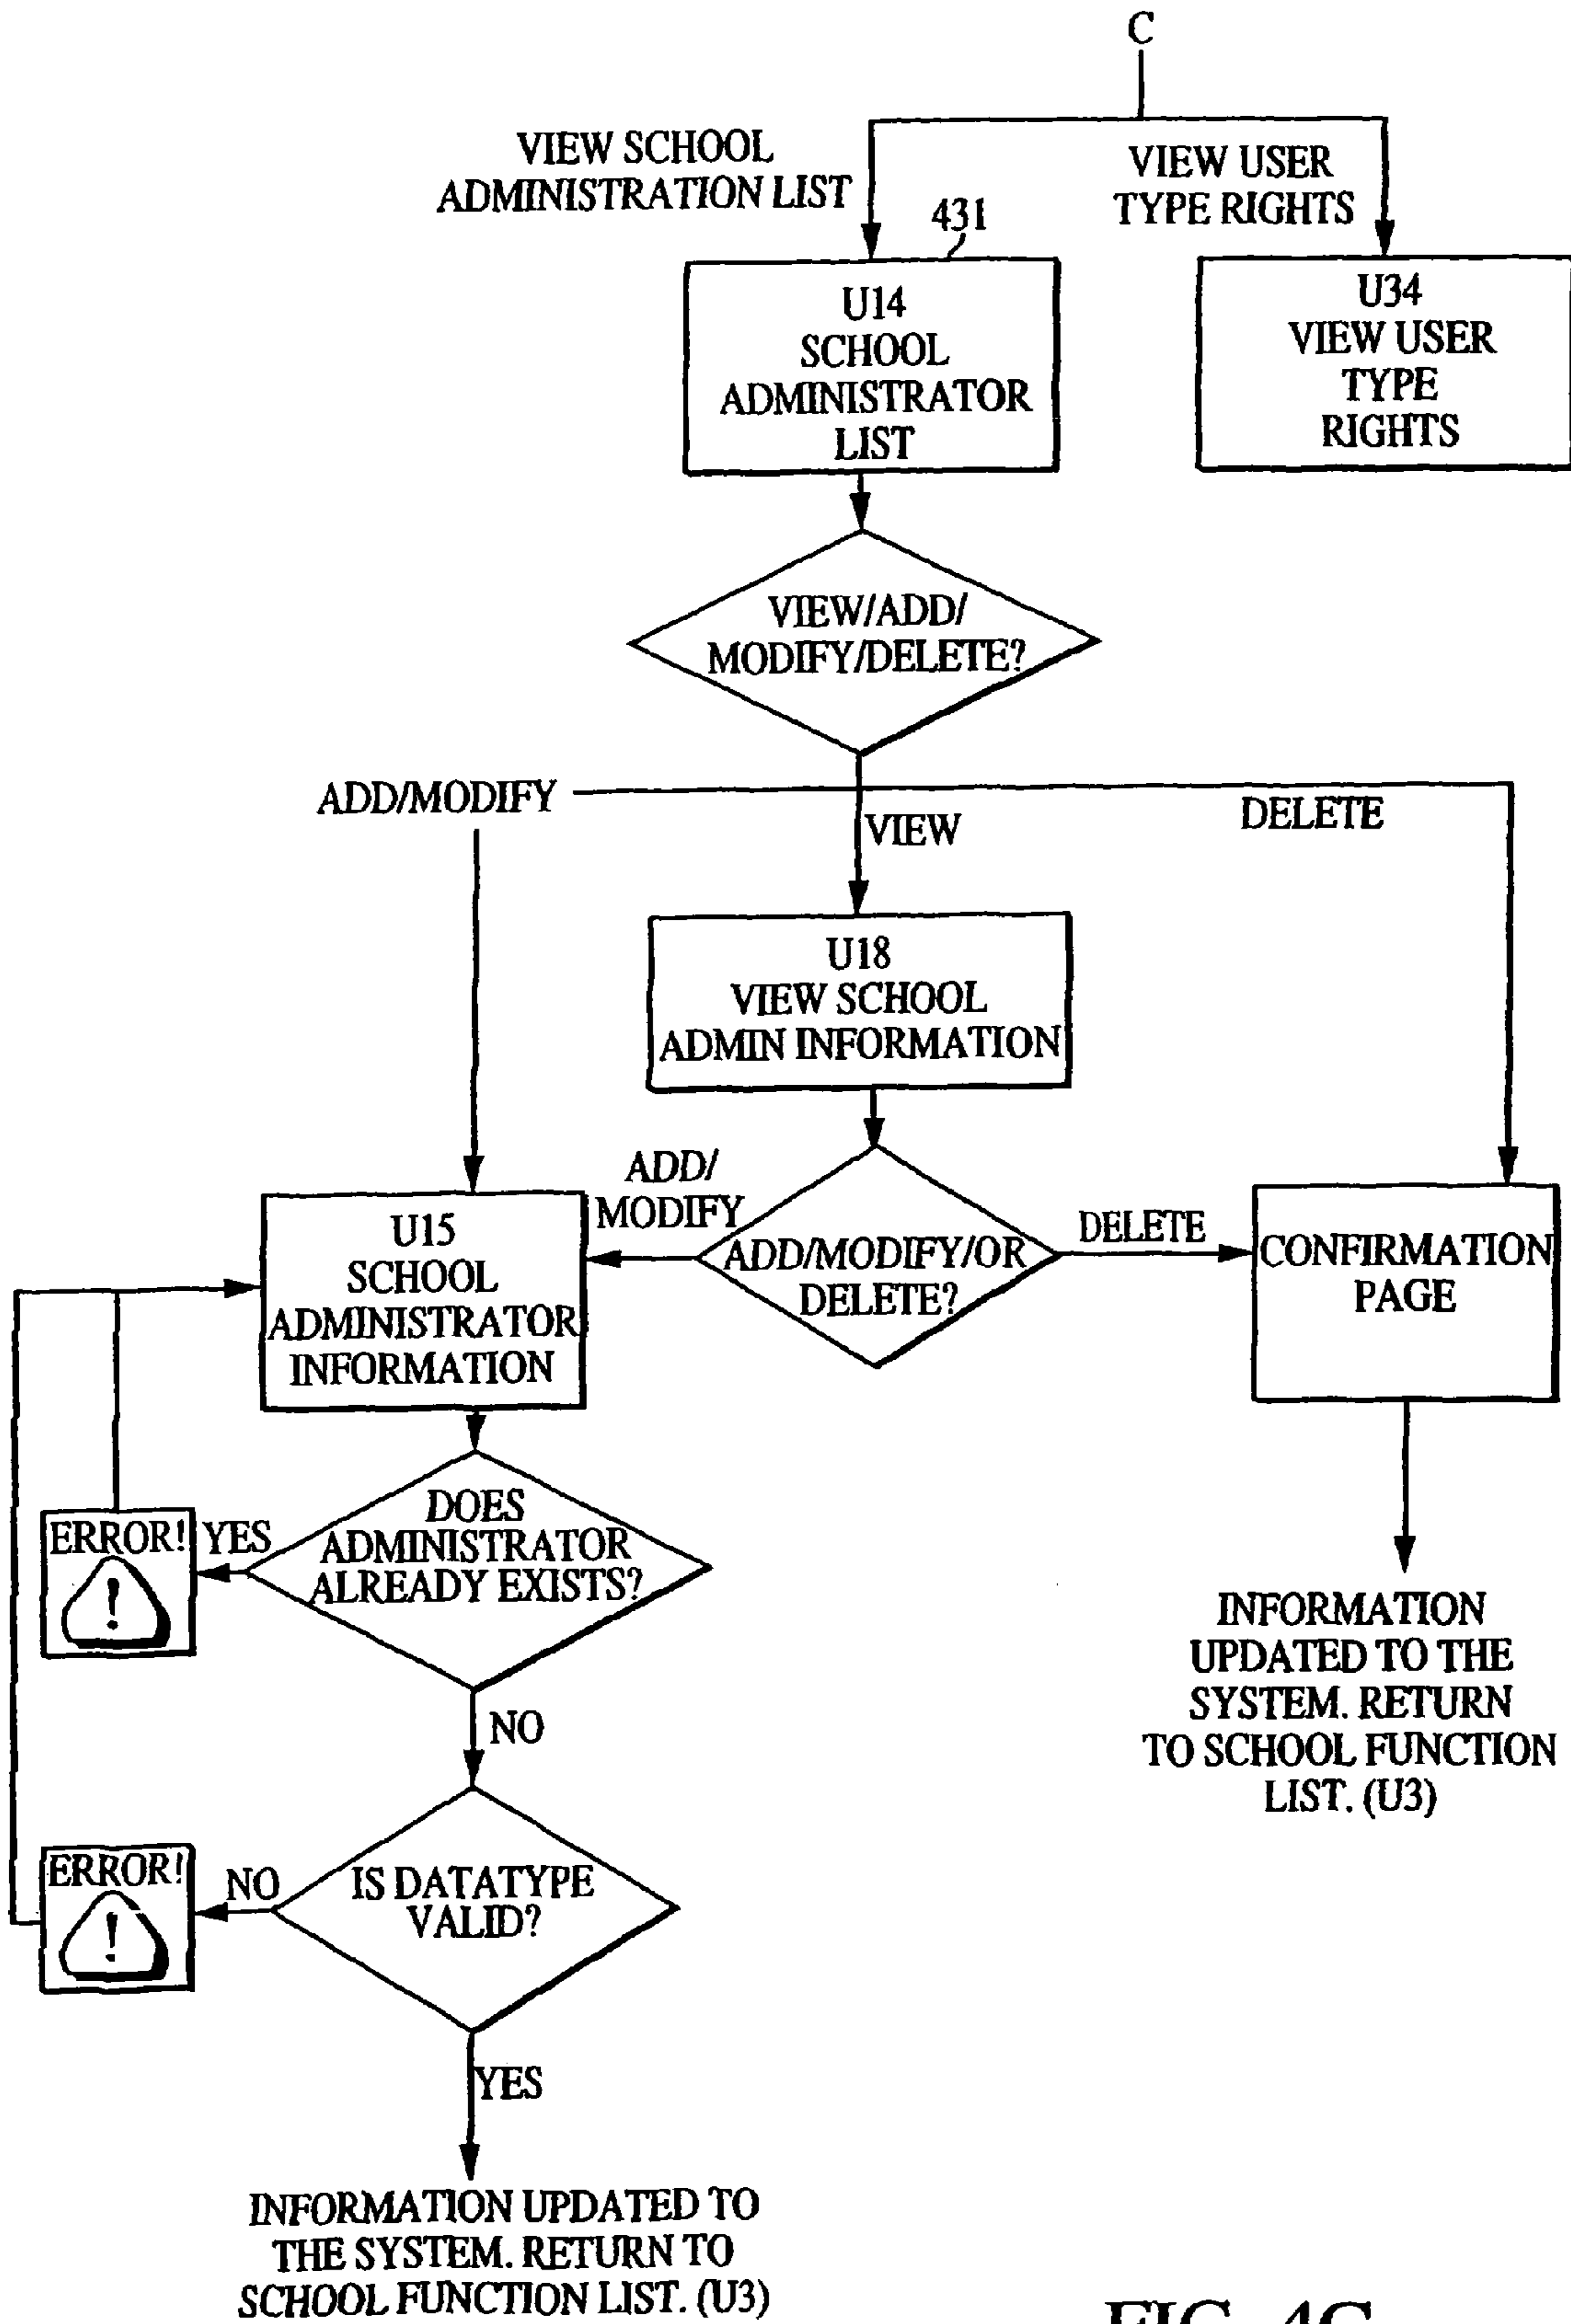 C
VIEW SCHOOL
ADMINISTRATION LIST
VIEW USER
TYPE RIGHTS
431
U14
SCHOOL
ADMINISTRATOR
LIST
U34
VIEW USER
TYPE
RIGHTS
VIEW/ADD/
MODIFY/DELETE?
ADD/MODIFY
VIEW
DELETE
U18
VIEW SCHOOL
ADMIN INFORMATION
ADD/
MODIFY
U15
SCHOOL
ADMINISTRATOR
INFORMATION
ADD/MODIFY/OR
DELETE?
DELETE
CONFIRMATION
PAGE
ERROR!
!
YES
DOES
ADMINISTRATOR
ALREADY EXISTS?
NO
INFORMATION
UPDATED TO THE
SYSTEM. RETURN
TO SCHOOL FUNCTION
LIST. (U3)
ERROR!
!
NO
IS DATATYPE
VALID?
YES
INFORMATION UPDATED TO
THE SYSTEM. RETURN TO
SCHOOL FUNCTION LIST. (U3)